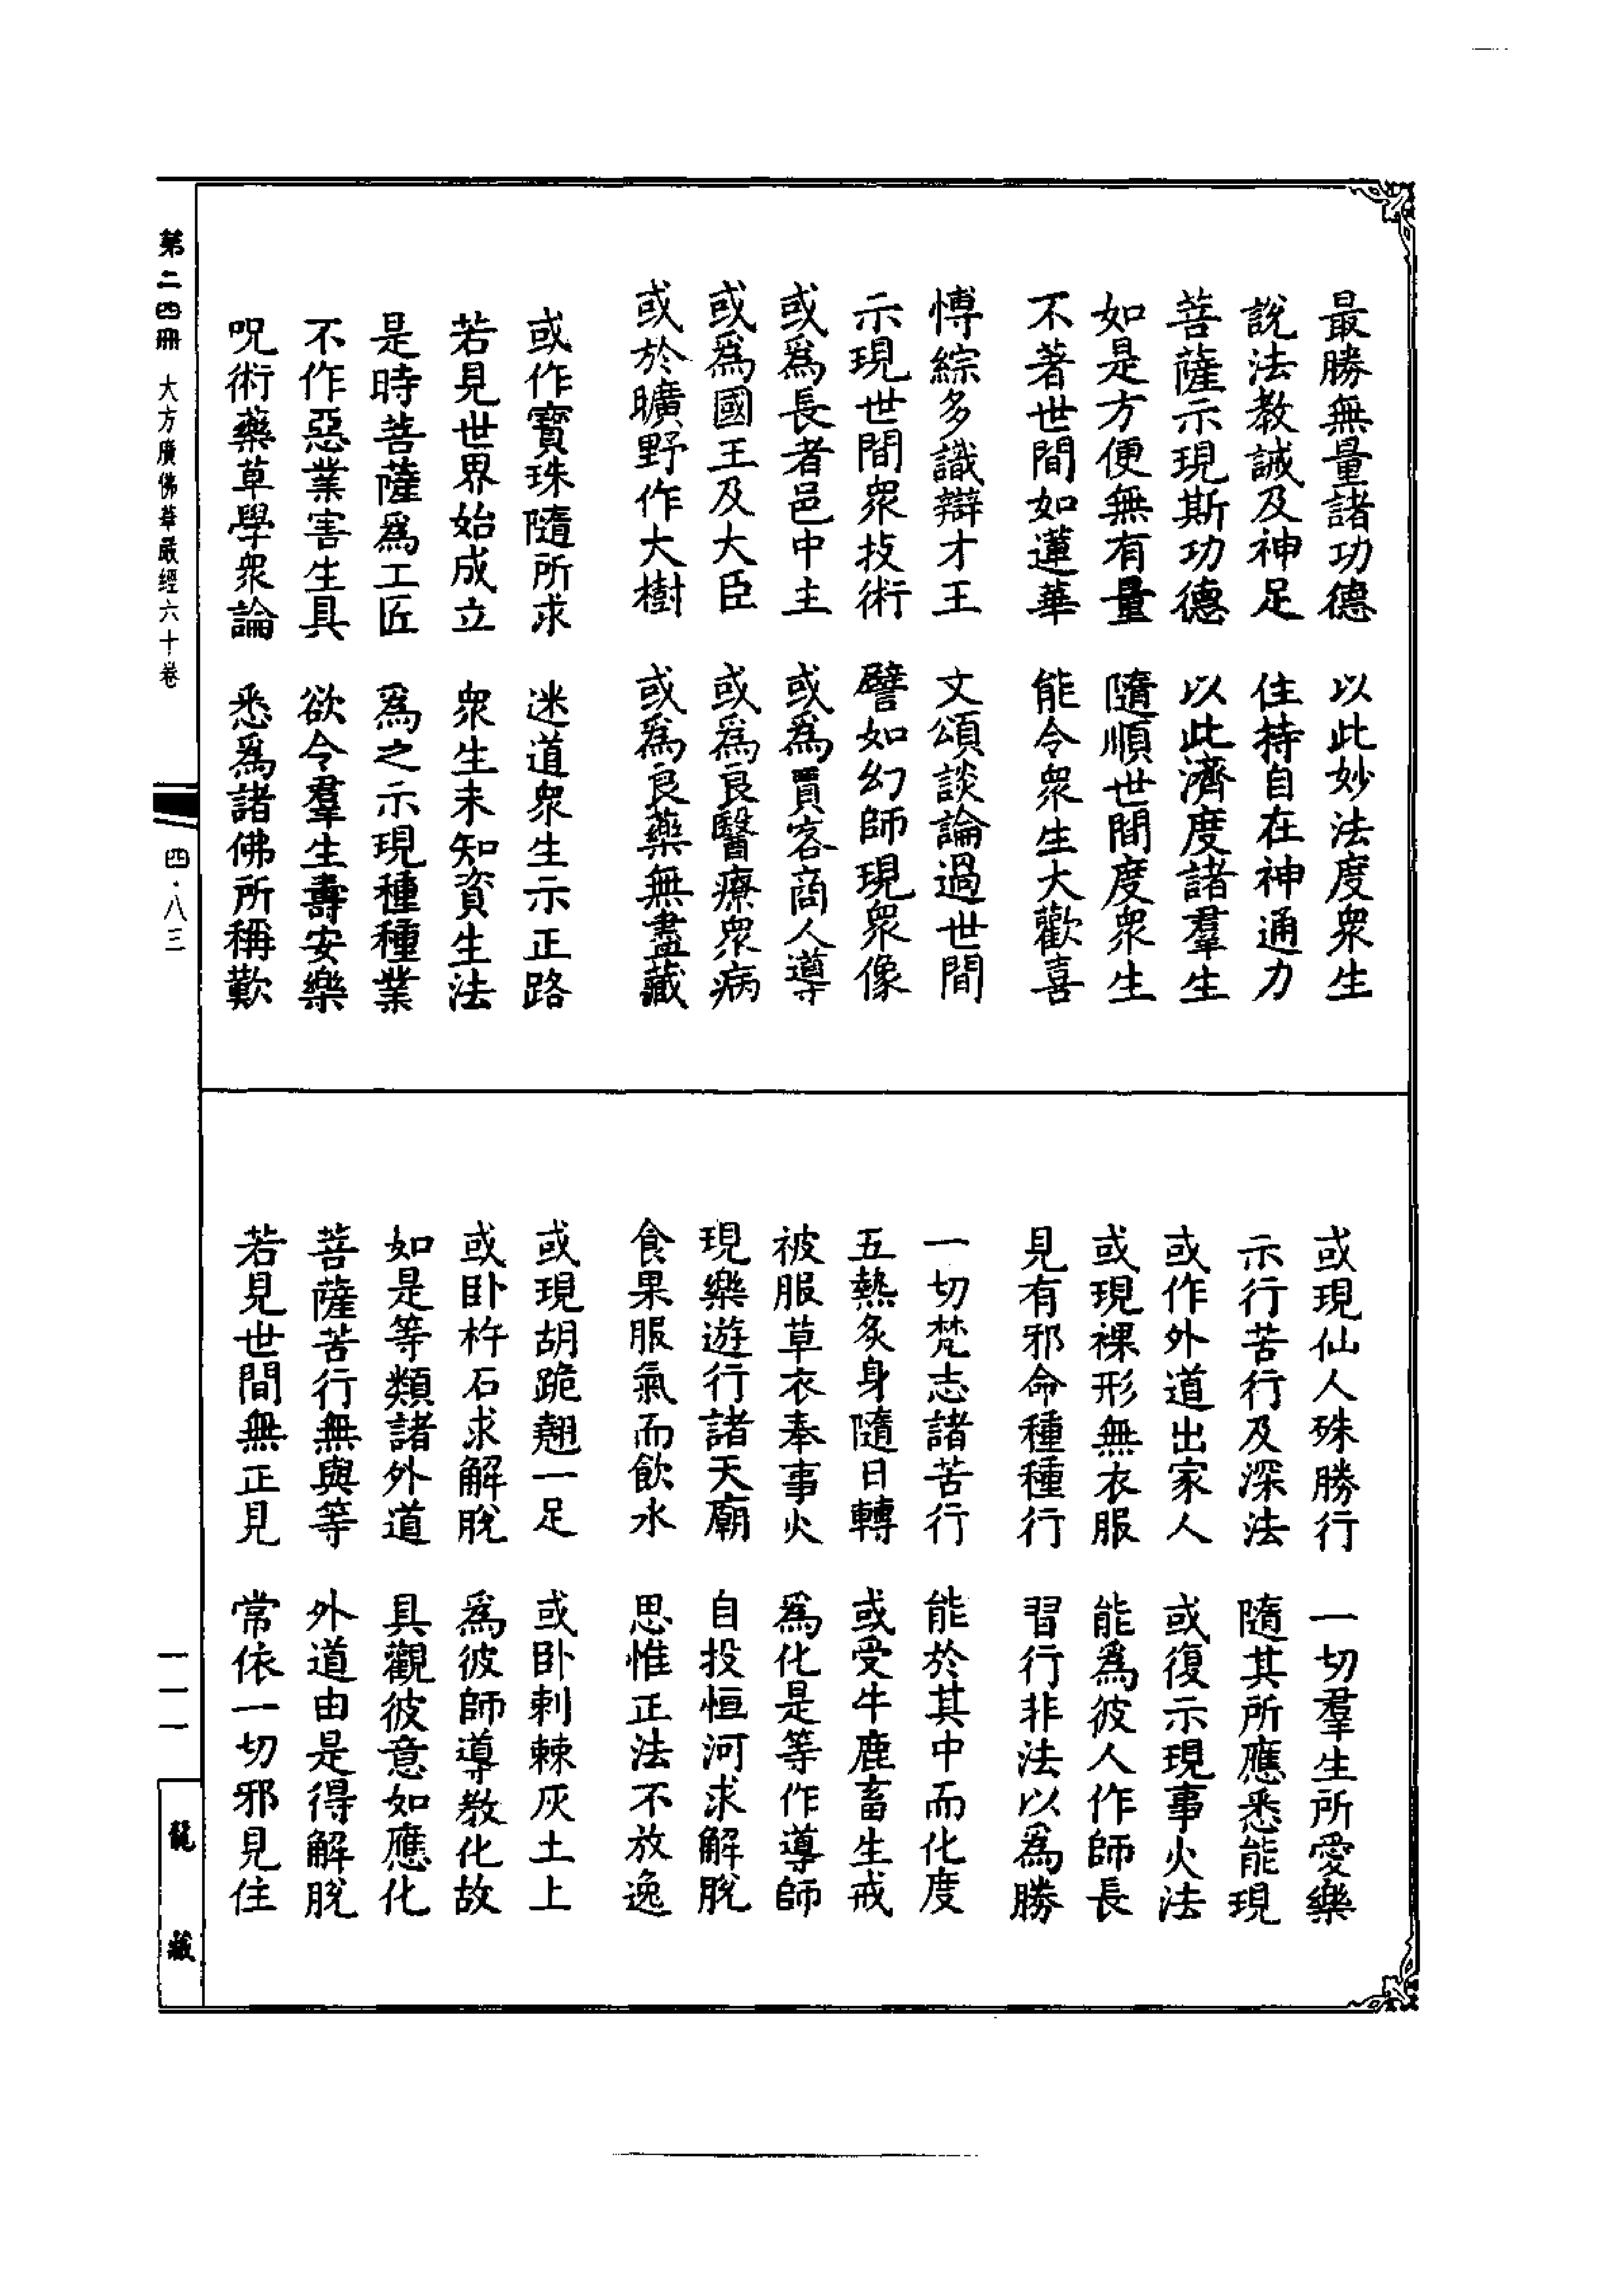 最勝無量諸功德　以此妙法度衆生
說法教誡及神足　住持自在神通力
菩薩示現斯功德　以此濟度諸羣生
如是方便無有量　隨順世間度衆生
不著世間如蓮華　能令衆生大歡喜
博綜多識辯才王　文頌談論過世間
示現世間衆技術　譬如幻師現衆像
或爲長者邑中主　或爲賈客商人導
或爲國王及大臣　或爲良醫療衆病
或於曠野作大樹　或爲良藥無盡藏
或作寶珠隨所求　迷道衆生示正路
若見世界始成立　衆生未知資生法
是時菩薩爲工匠　爲之示現種種業
不作惡業害生具　欲令羣生壽安樂
呪術藥草學衆論　悉爲諸佛所稱歎
或現仙人殊勝行　一切羣生所愛樂
示行苦行及深法　隨其所應悉能現
或作外道出家人　或復示現事火法
或現裸形無衣服　能爲彼人作師長
見有邪命種種行　習行非法以爲勝
一切梵志諸苦行　能於其中而化度
五熱炙身隨日轉　或受牛鹿畜生戒
被服草衣奉事火　爲化是等作導師
現樂遊行諸天廟　自投恒河求解脫
食果服氣而飲水　思惟正法不放逸
或現胡跪翹一足　或卧刺棘灰土上
或卧杵石求解脫　爲彼師導教化故
如是等類諸外道　具觀彼意如應化
菩薩苦行無與等　外道由是得解脫
若見世間無正見　常依一切邪見住
第二四冊　大方廣佛華嚴經六十卷
四·八三
一一一
龍藏